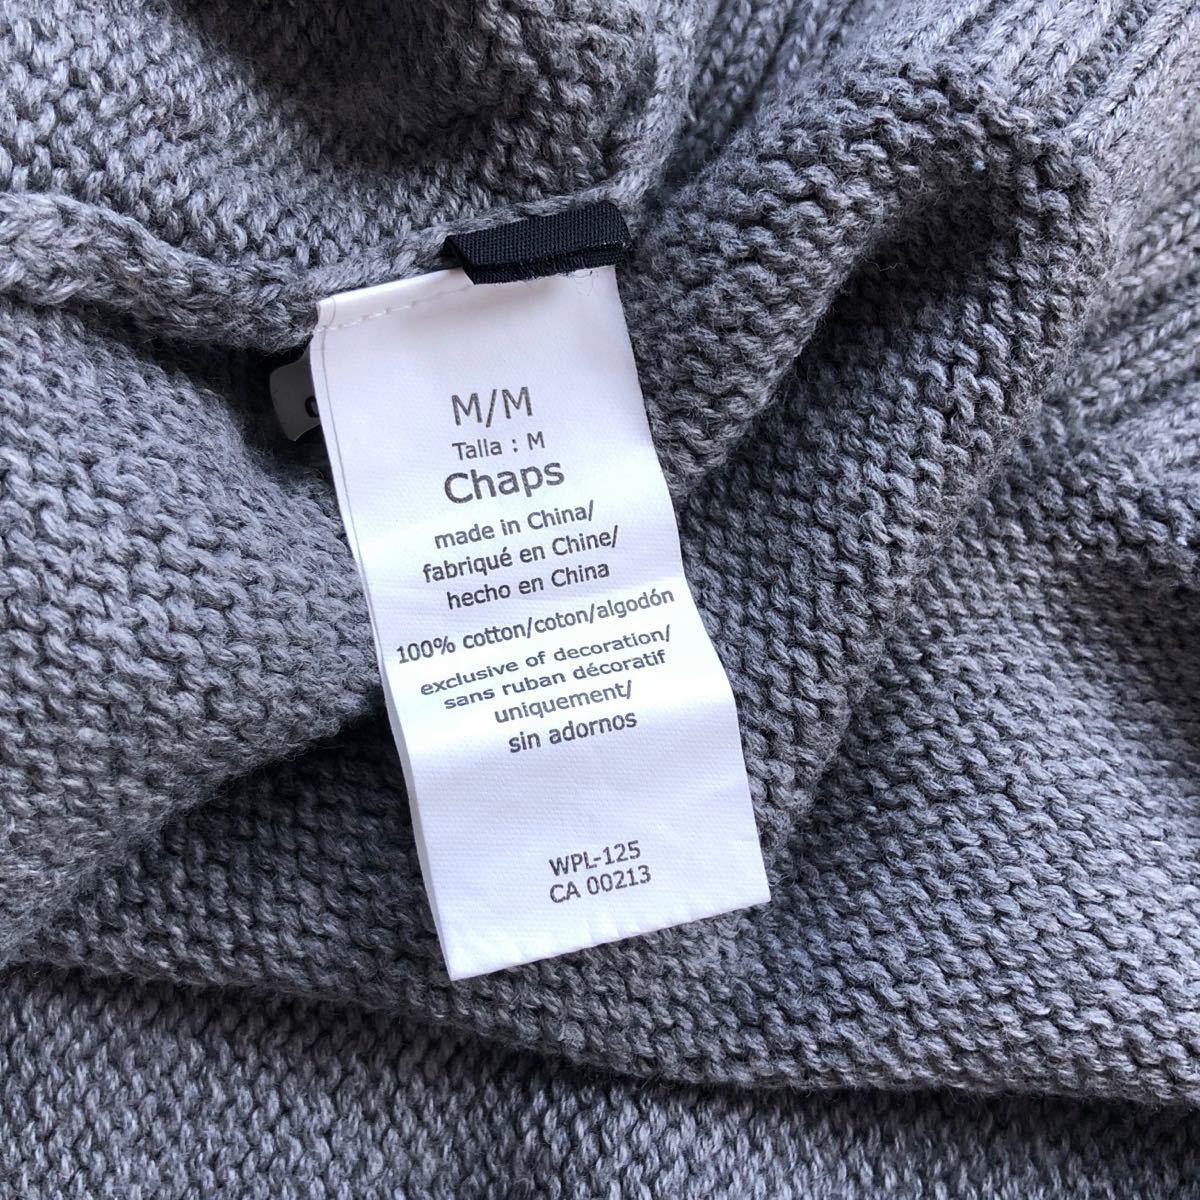 M/M
Talla : M
Chaps
made in China/
fabriqué en Chine/
hecho en China
100% cotton/coton/algodón
exclusive of decoration/
sans ruban décoratif
uniquement/
sin adornos
WPL-125
CA 00213